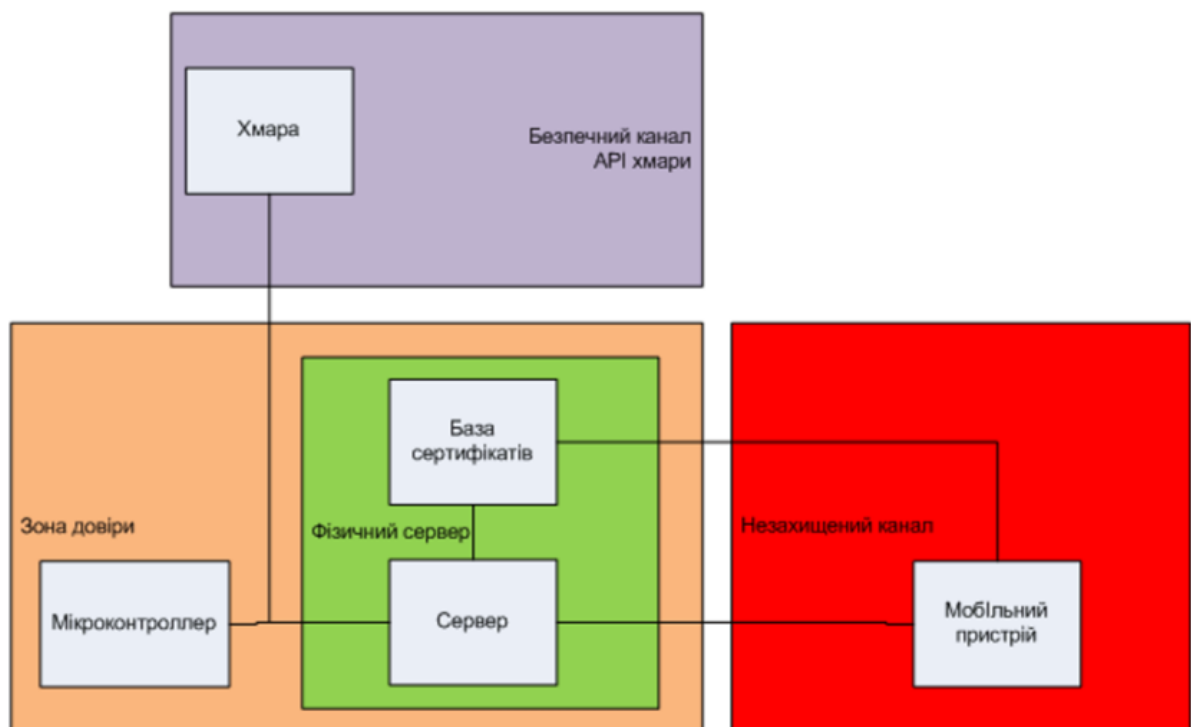 Хмара
Безпечний канал
API хмари
База
сертифікатів
Зона довіри
Фізичний сервер
Незахищений канал
Мікроконтроллер
Сервер
Мобільний
пристрій